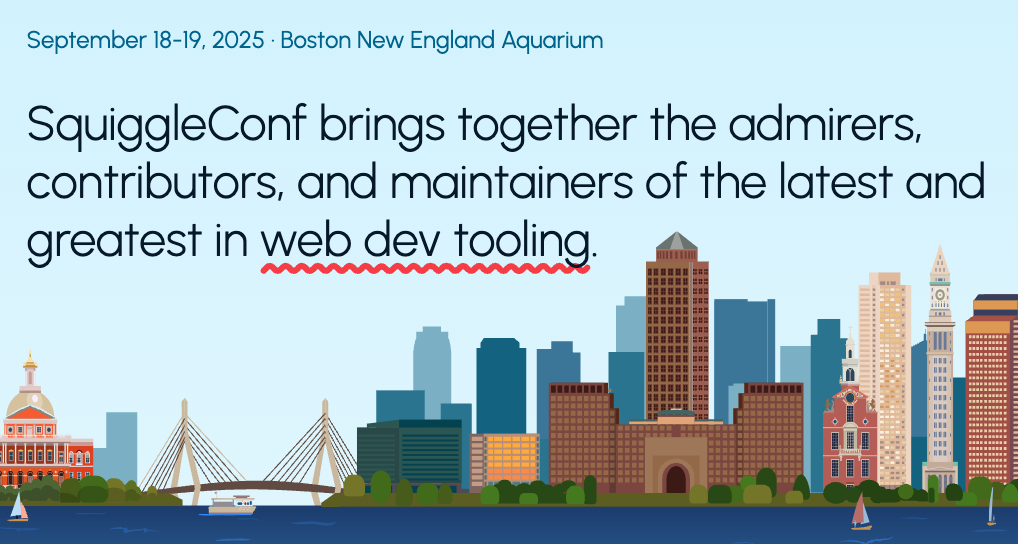 September 18-19, 2025 · Boston New England Aquarium
SquiggleConf brings together the admirers,
contributors, and maintainers of the latest and
greatest in web dev tooling.